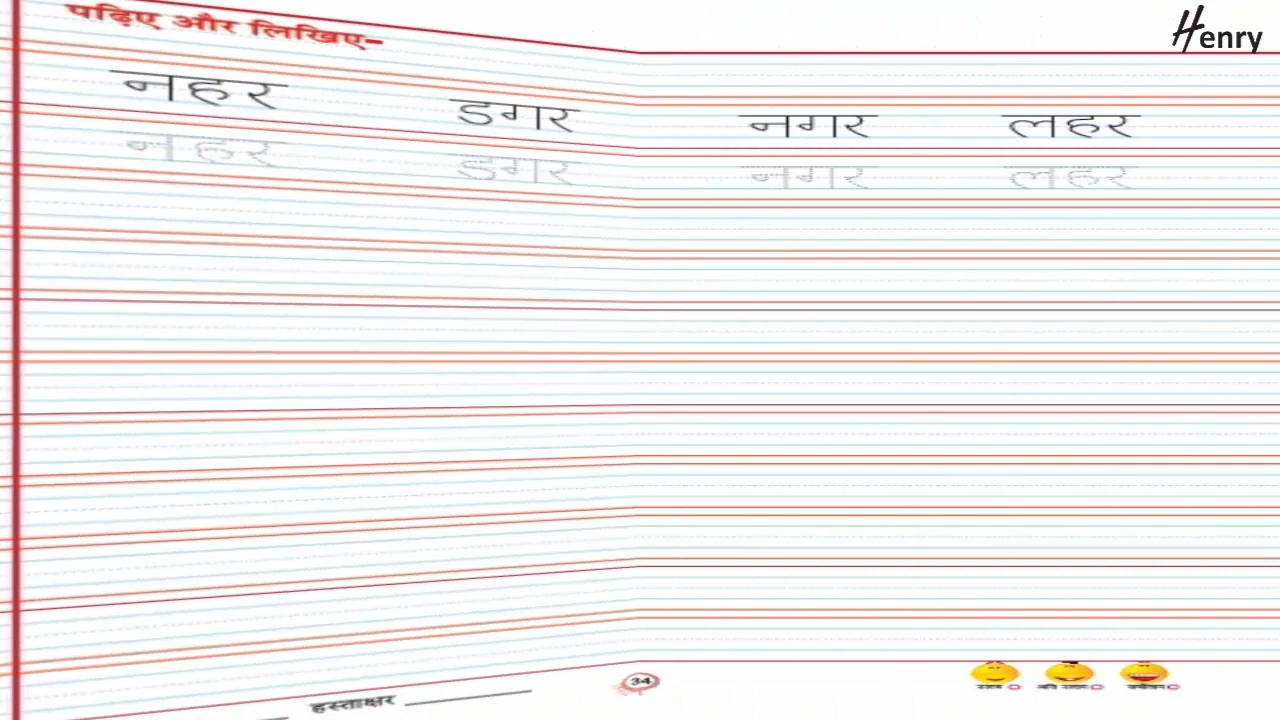 पढ़िए और लिखिए-
Henry
नहर डगर नगर लहर
नहर डगर नगर लहर
34
हस्ताक्षर